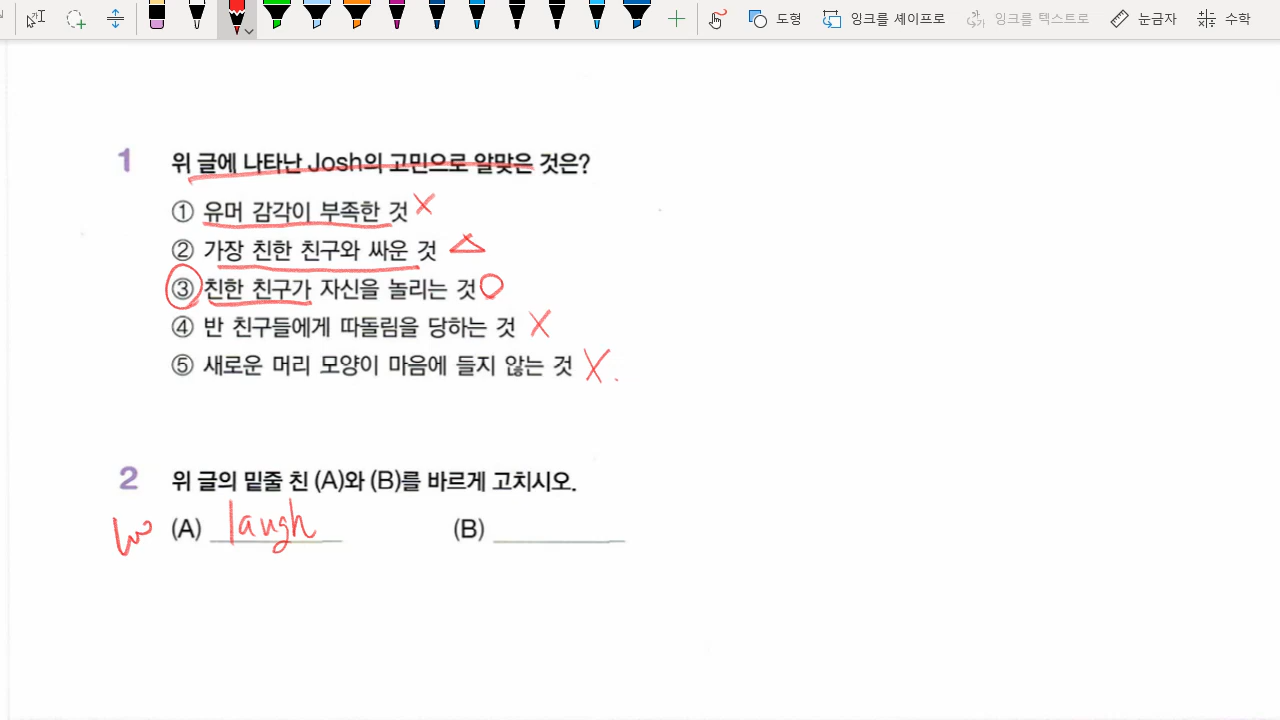 도형 잉크를 셰이프로 잉크를 텍스트로 눈금자 수학
1 위 글에 나타난 Josh의 고민으로 알맞은 것은?
① 유머 감각이 부족한 것 X
② 가장 친한 친구와 싸운 것 △
③ 친한 친구가 자신을 놀리는 것 O
④ 반 친구들에게 따돌림을 당하는 것 X
⑤ 새로운 머리 모양이 마음에 들지 않는 것 X
2 위 글의 밑줄 친 (A)와 (B)를 바르게 고치시오.
(A) laugh (B)